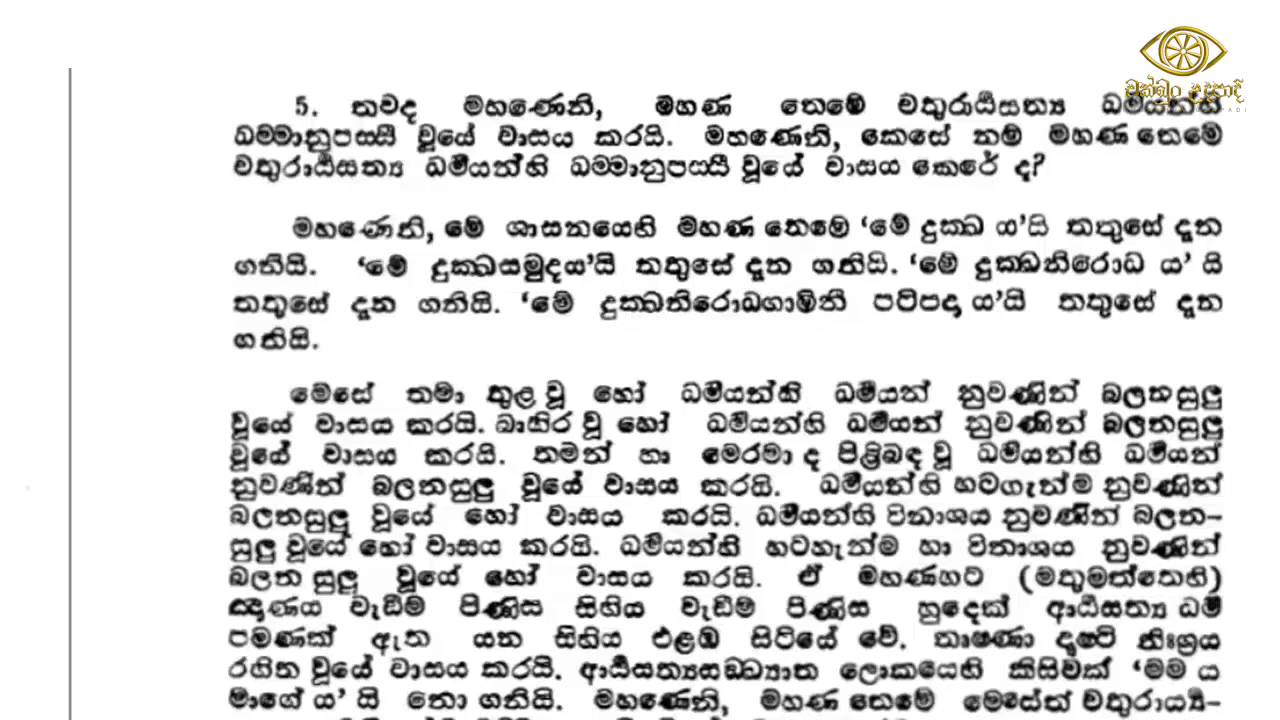 චක්ඛුං උදපාදි
5. තවද මහණෙනි, මහණ තෙමේ චතුරාර්‍ය්‍යසත්‍ය ධර්‍මයන්හි
ධම්මානුපස්සී වූයේ වාසය කරයි. මහණෙනි, කෙසේ නම් මහණ තෙමේ
චතුරාර්‍ය්‍යසත්‍ය ධර්‍මයන්හි ධම්මානුපස්සී වූයේ වාසය කෙරේ ද?
මහණෙනි, මේ ශාසනයෙහි මහණ තෙමේ ‘මේ දුක්ඛ ය’යි තතුසේ දැන
ගනියි. ‘මේ දුක්ඛසමුදය’යි තතුසේ දැන ගනියි. ‘මේ දුක්ඛනිරොධ ය’ යි
තතුසේ දැන ගනියි. ‘මේ දුක්ඛනිරොධගාමිනී පටිපදා ය’යි තතුසේ දැන
ගනියි.
මෙසේ තමා තුළ වූ හෝ ධර්‍මයන්හි ධර්‍මයන් නුවණින් බලනසුලු
වූයේ වාසය කරයි. බාහිර වූ හෝ ධර්‍මයන්හි ධර්‍මයන් නුවණින් බලනසුලු
වූයේ වාසය කරයි. තමන් හා මෙරමා ද පිළිබඳ වූ ධර්‍මයන්හි ධර්‍මයන්
නුවණින් බලනසුලු වූයේ වාසය කරයි. ධර්‍මයන්හි හටගැන්ම නුවණින්
බලනසුලු වූයේ හෝ වාසය කරයි. ධර්‍මයන්හි විනාශය නුවණින් බලන-
සුලු වූයේ හෝ වාසය කරයි. ධර්‍මයන්හි හටහැන්ම හා විනාශය නුවණින්
බලන සුලු වූයේ හෝ වාසය කරයි. ඒ මහණහට (මතුමත්තෙහි)
ඤාණය වැඩීම පිණිස සිහිය වැඩීම පිණිස හුදෙක් ආර්‍ය්‍යසත්‍ය ධර්‍ම
පමණක් ඇත යන සිහිය එළඹ සිටියේ වේ. තෘෂ්ණා දෘෂ්ටි නිඃශ්‍රය
රහිත වූයේ වාසය කරයි. ආර්‍ය්‍යසත්‍යසඞ්ඛ්‍යාත ලොකයෙහි කිසිවක් ‘මම ය
මාගේ ය’ යි නො ගනියි. මහණෙනි, මහණ තෙමේ මෙසේත් චතුරාර්‍ය්‍ය-